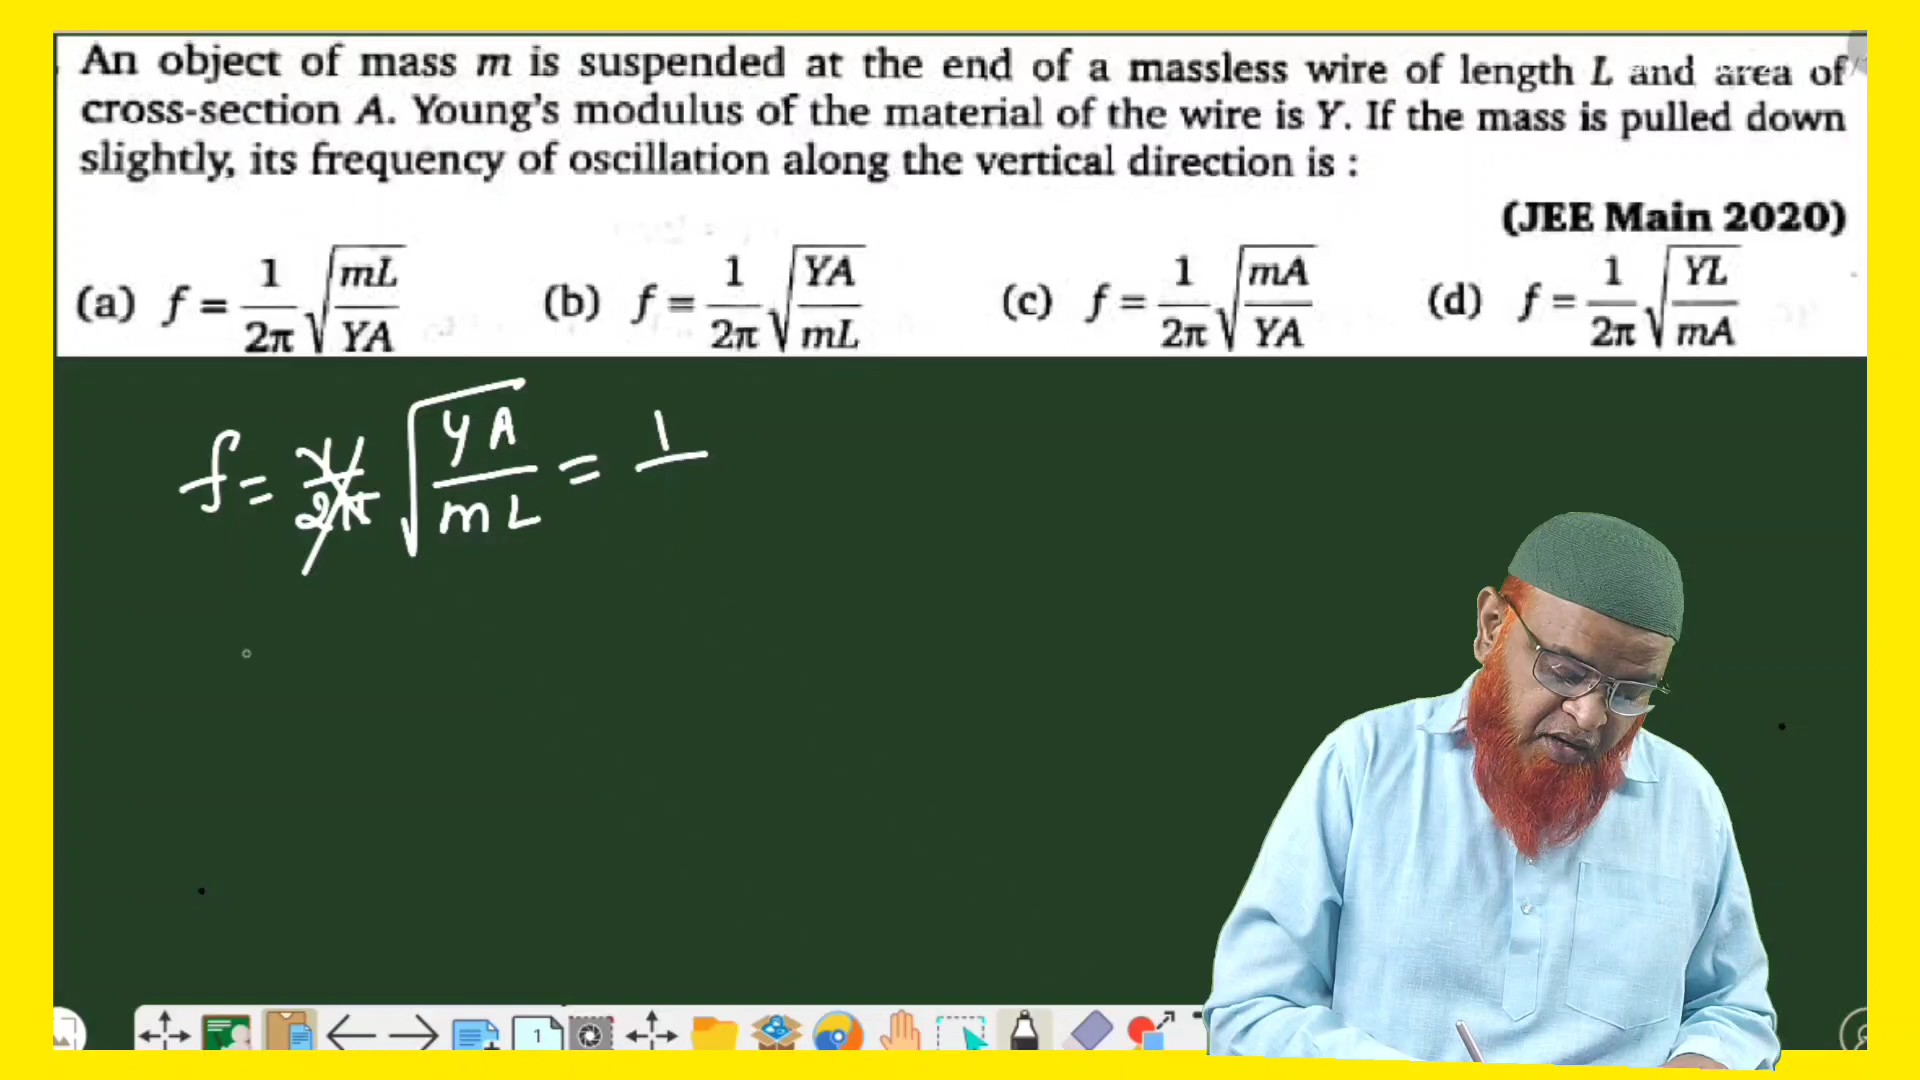 An object of mass m is suspended at the end of a massless wire of length L and area of
cross-section A. Young's modulus of the material of the wire is Y. If the mass is pulled down
slightly, its frequency of oscillation along the vertical direction is :
(JEE Main 2020)
(a) f = 1/2π √mL/YA (b) f = 1/2π √YA/mL (c) f = 1/2π √mA/YA (d) f = 1/2π √YL/mA
f = 1/2π √YA/mL = 1
1